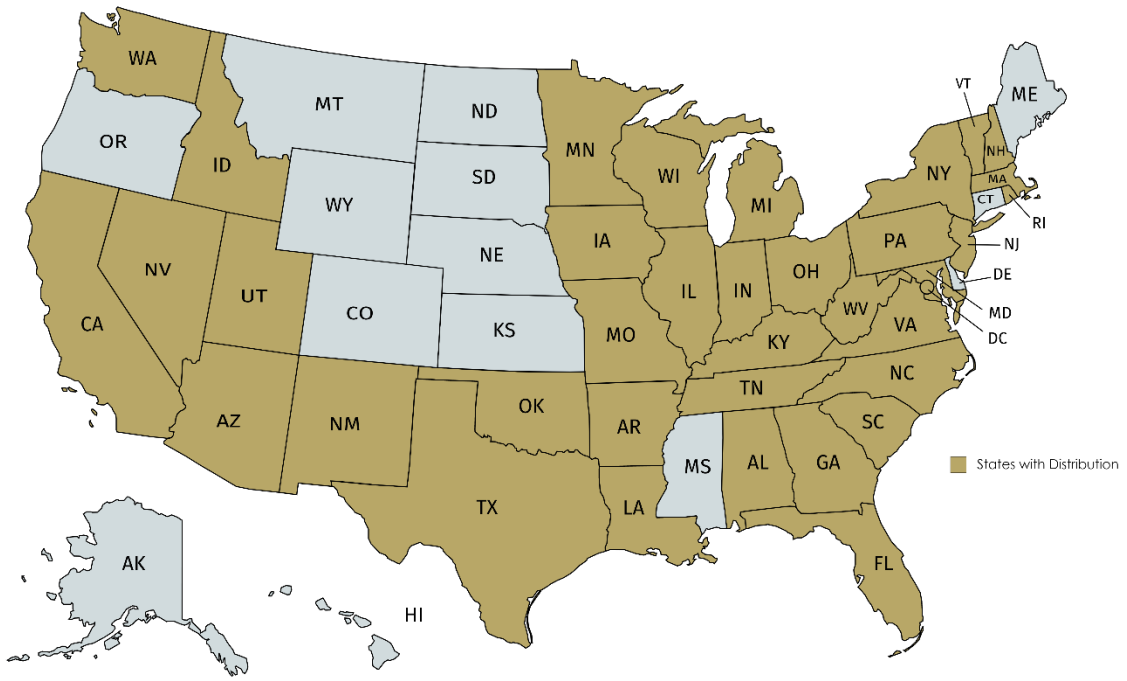 WA
MT
ND
ME
VT
OR
ID
MN
NH
SD
WI
NY
MA
WY
MI
CT
RI
IA
PA
NJ
NE
NV
OH
DE
UT
IL
IN
CO
MD
CA
KS
MO
WV
VA
DC
KY
NC
TN
AZ
NM
OK
AR
SC
MS
AL
GA
States with Distribution
TX
LA
FL
AK
HI